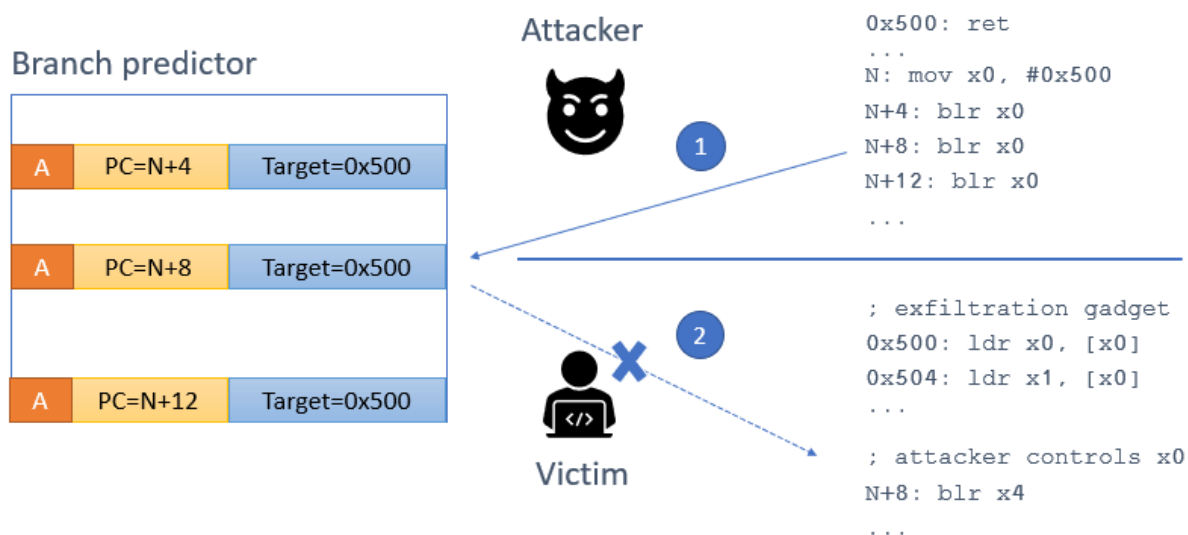 Branch predictor
A PC=N+4 Target=0x500
A PC=N+8 Target=0x500
A PC=N+12 Target=0x500
Attacker
1
0x500: ret
...
N: mov x0, #0x500
N+4: blr x0
N+8: blr x0
N+12: blr x0
...
2
</>
Victim
; exfiltration gadget
0x500: ldr x0, [x0]
0x504: ldr x1, [x0]
...
; attacker controls x0
N+8: blr x4
...